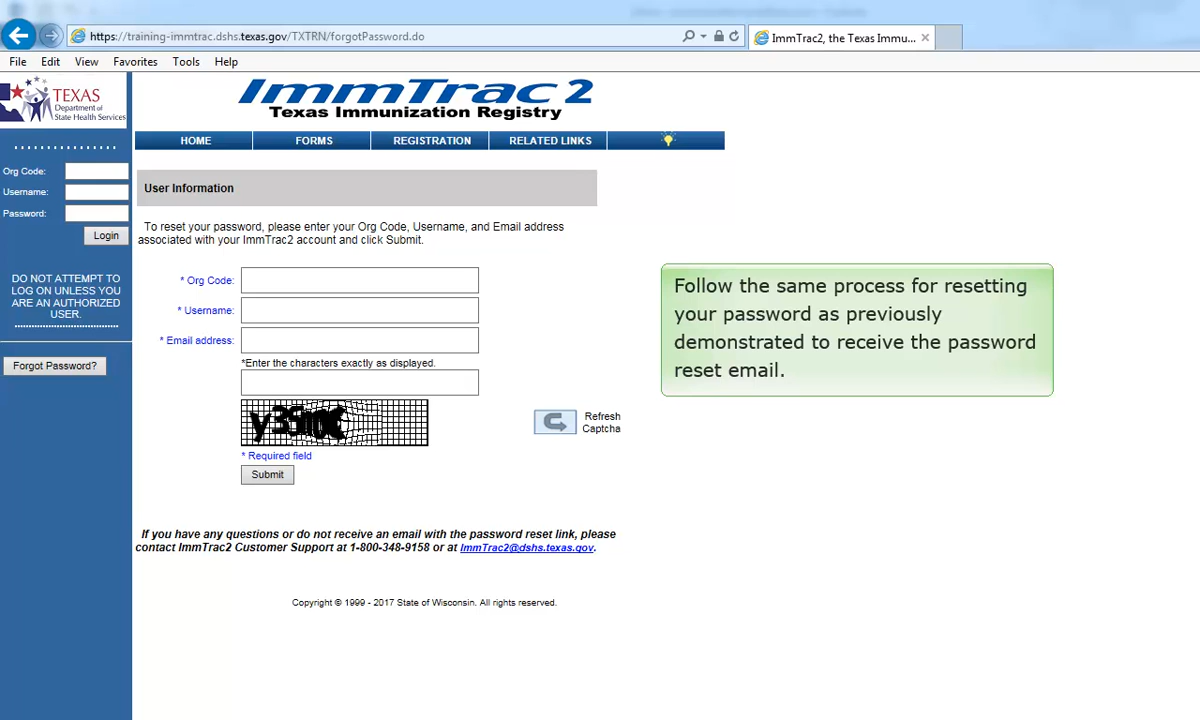 https://training-immtrac.dshs.texas.gov/TXTRN/forgotPassword.do
ImmTrac2, the Texas Immu...
File Edit View Favorites Tools Help
TEXAS
Department of
State Health Services
ImmTrac2
Texas Immunization Registry
HOME FORMS REGISTRATION RELATED LINKS
Org Code:
Username:
Password:
Login
DO NOT ATTEMPT TO
LOG ON UNLESS YOU
ARE AN AUTHORIZED
USER.
Forgot Password?
User Information
To reset your password, please enter your Org Code, Username, and Email address
associated with your ImmTrac2 account and click Submit.
* Org Code:
* Username:
* Email address:
*Enter the characters exactly as displayed.
Refresh
Captcha
* Required field
Submit
If you have any questions or do not receive an email with the password reset link, please
contact ImmTrac2 Customer Support at 1-800-348-9158 or at ImmTrac2@dshs.texas.gov.
Copyright © 1999 - 2017 State of Wisconsin. All rights reserved.
Follow the same process for resetting
your password as previously
demonstrated to receive the password
reset email.